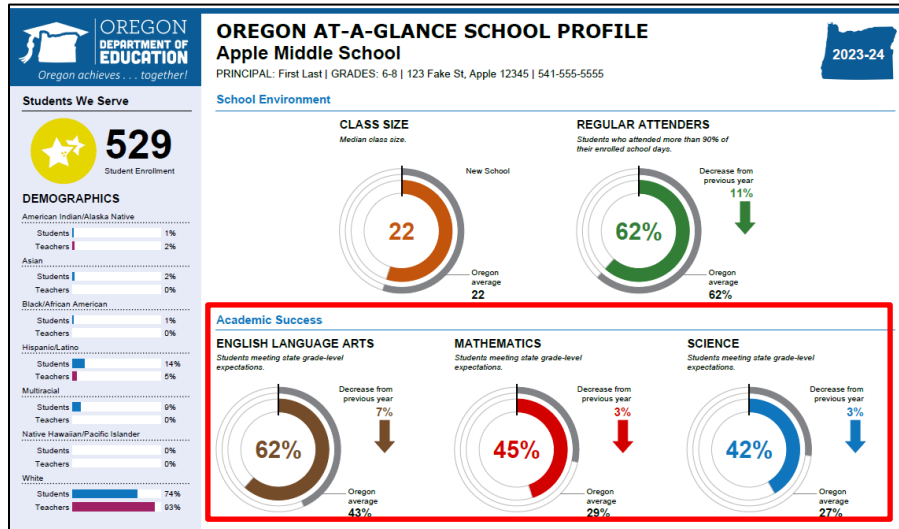 OREGON
DEPARTMENT OF
EDUCATION
Oregon achieves . . . together!
OREGON AT-A-GLANCE SCHOOL PROFILE
Apple Middle School
PRINCIPAL: First Last | GRADES: 6-8 | 123 Fake St, Apple 12345 | 541-555-5555
2023-24
Students We Serve
529
Student Enrollment
DEMOGRAPHICS
American Indian/Alaska Native
Students 1%
Teachers 2%
Asian
Students 2%
Teachers 0%
Black/African American
Students 1%
Teachers 0%
Hispanic/Latino
Students 14%
Teachers 5%
Multiracial
Students 9%
Teachers 0%
Native Hawaiian/Pacific Islander
Students 0%
Teachers 0%
White
Students 74%
Teachers 93%
School Environment
CLASS SIZE
Median class size.
New School
22
Oregon
average
22
REGULAR ATTENDERS
Students who attended more than 90% of
their enrolled school days.
Decrease from
previous year
11%
62%
Oregon
average
62%
Academic Success
ENGLISH LANGUAGE ARTS
Students meeting state grade-level
expectations.
Decrease from
previous year
7%
62%
Oregon
average
43%
MATHEMATICS
Students meeting state grade-level
expectations.
Decrease from
previous year
3%
45%
Oregon
average
29%
SCIENCE
Students meeting state grade-level
expectations.
Decrease from
previous year
3%
42%
Oregon
average
27%